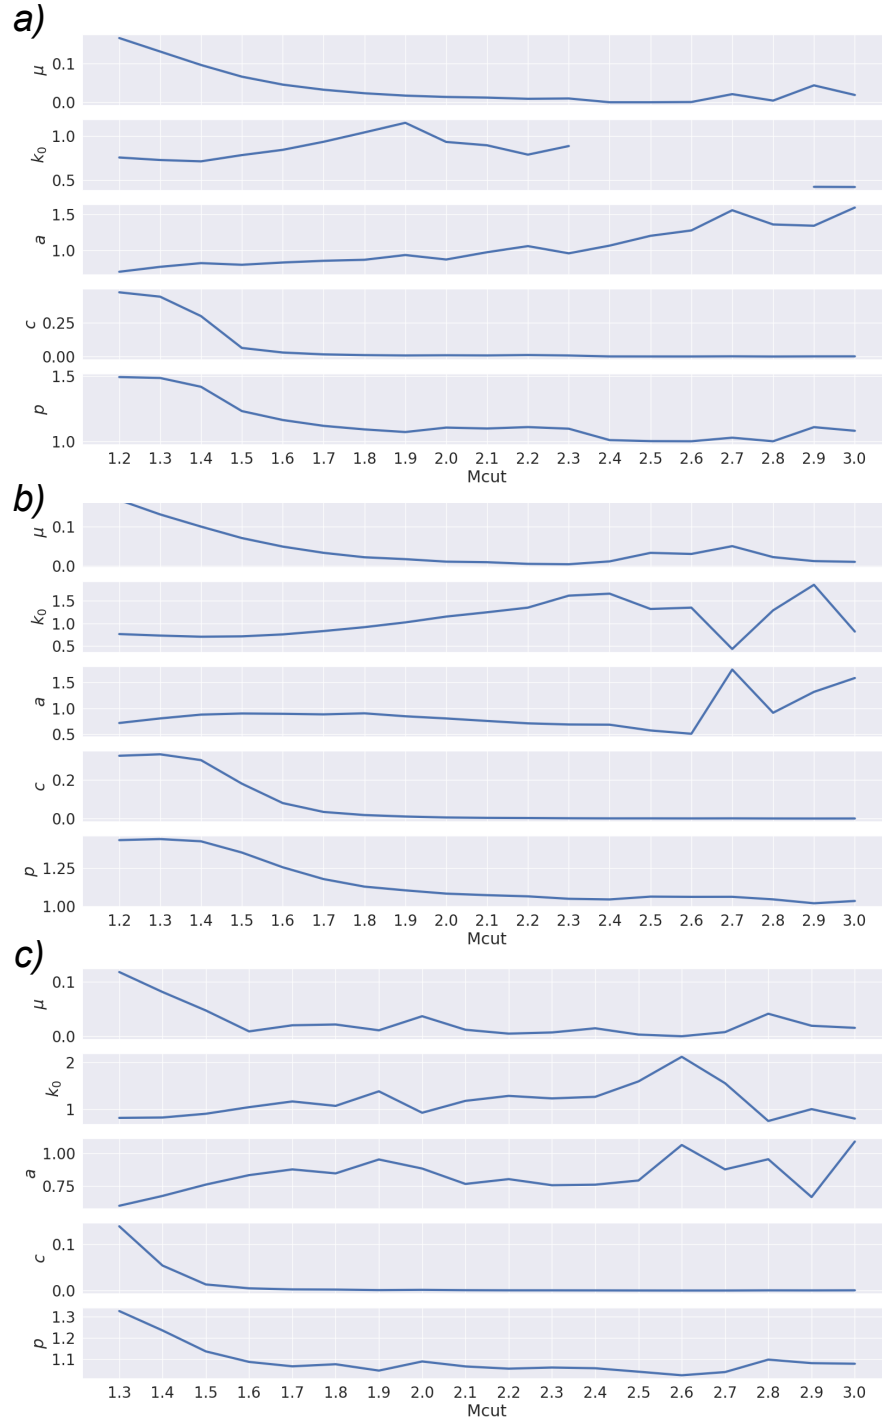 a)
μ
0.1
0.0
k₀
1.0
0.5
a
1.5
1.0
c
0.25
0.00
p
1.5
1.0
1.2 1.3 1.4 1.5 1.6 1.7 1.8 1.9 2.0 2.1 2.2 2.3 2.4 2.5 2.6 2.7 2.8 2.9 3.0
Mcut
b)
μ
0.1
0.0
k₀
1.5
1.0
0.5
a
1.5
1.0
0.5
c
0.2
0.0
p
1.25
1.00
1.2 1.3 1.4 1.5 1.6 1.7 1.8 1.9 2.0 2.1 2.2 2.3 2.4 2.5 2.6 2.7 2.8 2.9 3.0
Mcut
c)
μ
0.1
0.0
k₀
2
1
a
1.00
0.75
c
0.1
0.0
p
1.3
1.2
1.1
1.3 1.4 1.5 1.6 1.7 1.8 1.9 2.0 2.1 2.2 2.3 2.4 2.5 2.6 2.7 2.8 2.9 3.0
Mcut